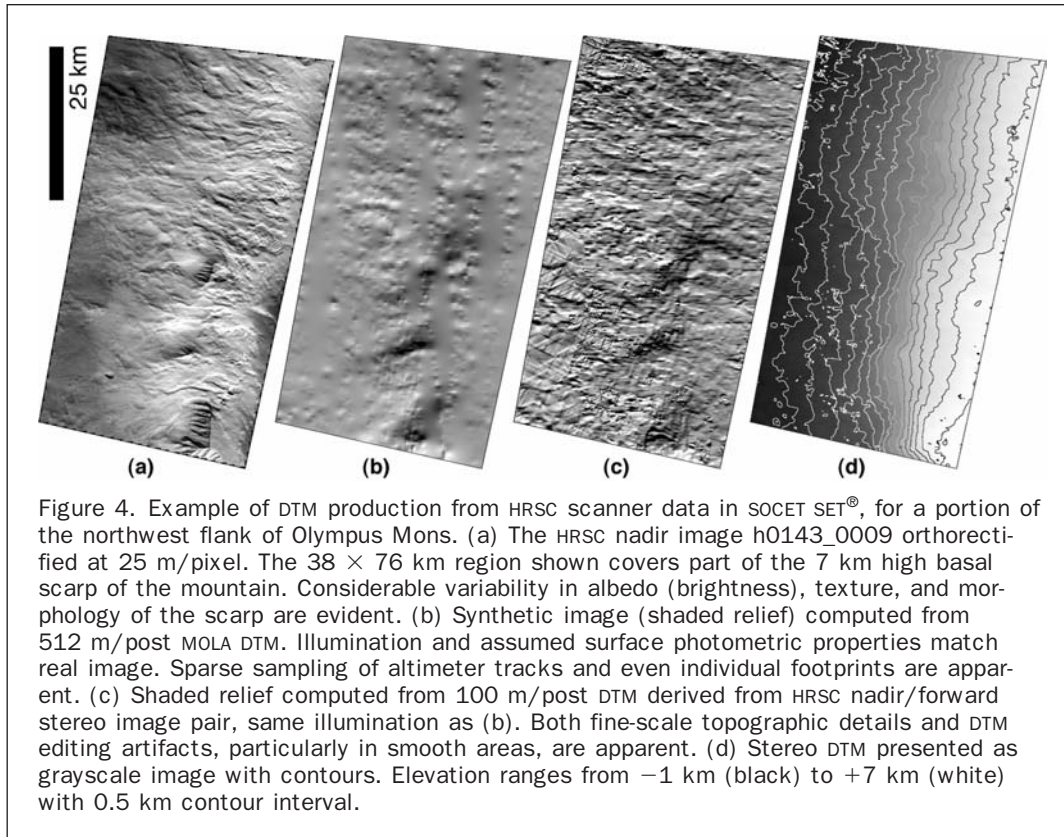 25 km
(a)
(b)
(c)
(d)
Figure 4. Example of DTM production from HRSC scanner data in SOCET SET®, for a portion of
the northwest flank of Olympus Mons. (a) The HRSC nadir image h0143_0009 orthorecti-
fied at 25 m/pixel. The 38 × 76 km region shown covers part of the 7 km high basal
scarp of the mountain. Considerable variability in albedo (brightness), texture, and mor-
phology of the scarp are evident. (b) Synthetic image (shaded relief) computed from
512 m/post MOLA DTM. Illumination and assumed surface photometric properties match
real image. Sparse sampling of altimeter tracks and even individual footprints are appar-
ent. (c) Shaded relief computed from 100 m/post DTM derived from HRSC nadir/forward
stereo image pair, same illumination as (b). Both fine-scale topographic details and DTM
editing artifacts, particularly in smooth areas, are apparent. (d) Stereo DTM presented as
grayscale image with contours. Elevation ranges from −1 km (black) to +7 km (white)
with 0.5 km contour interval.